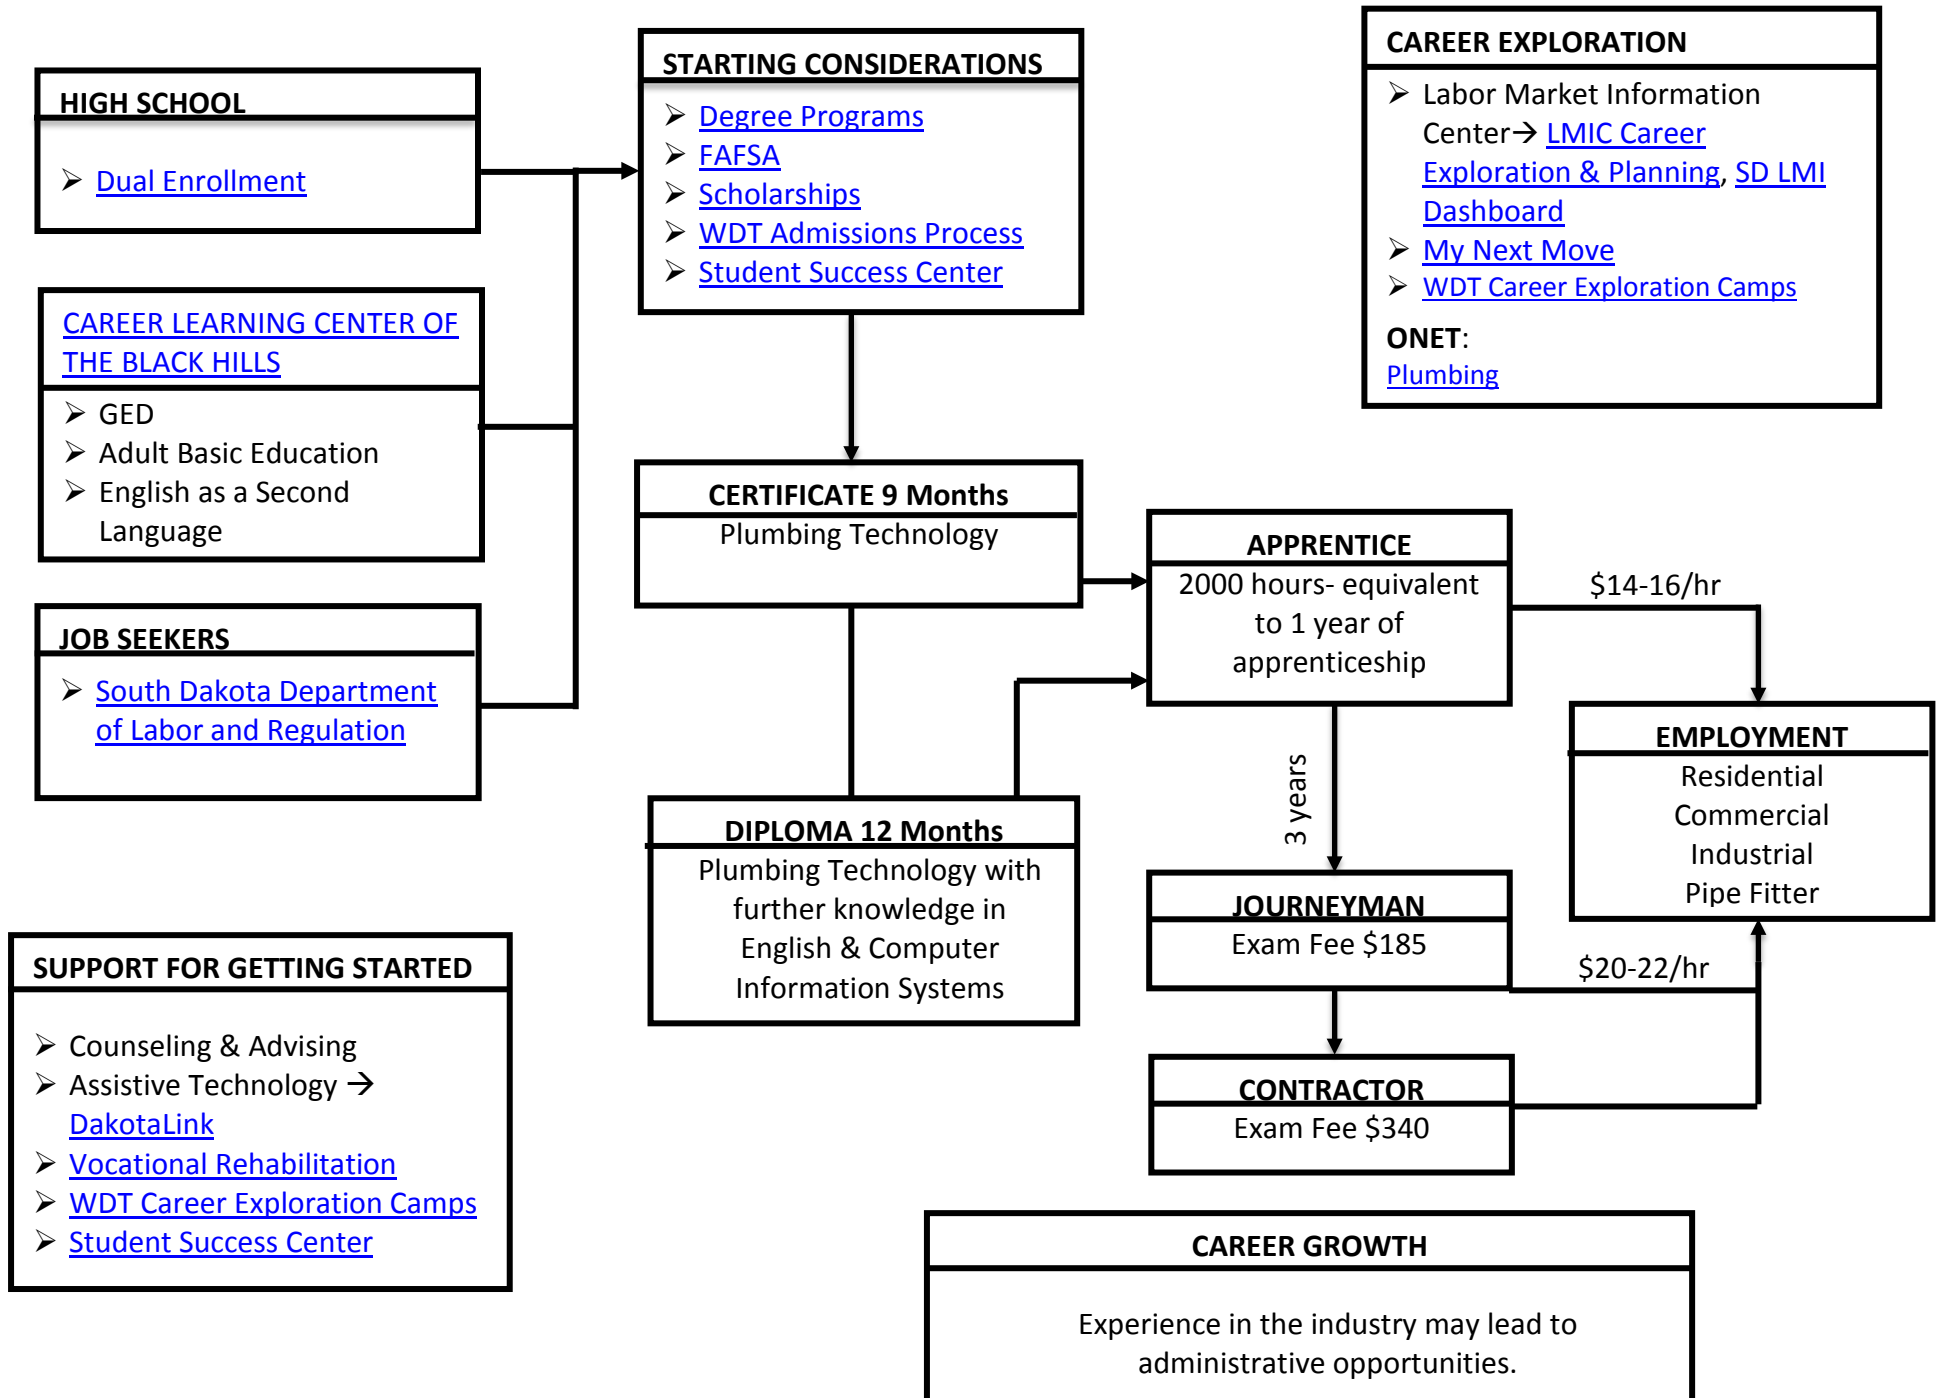 HIGH SCHOOL
➢ Dual Enrollment
CAREER LEARNING CENTER OF
THE BLACK HILLS
➢ GED
➢ Adult Basic Education
➢ English as a Second
Language
JOB SEEKERS
➢ South Dakota Department
of Labor and Regulation
SUPPORT FOR GETTING STARTED
➢ Counseling & Advising
➢ Assistive Technology →
DakotaLink
➢ Vocational Rehabilitation
➢ WDT Career Exploration Camps
➢ Student Success Center
STARTING CONSIDERATIONS
➢ Degree Programs
➢ FAFSA
➢ Scholarships
➢ WDT Admissions Process
➢ Student Success Center
CERTIFICATE 9 Months
Plumbing Technology
DIPLOMA 12 Months
Plumbing Technology with
further knowledge in
English & Computer
Information Systems
CAREER EXPLORATION
➢ Labor Market Information
Center→ LMIC Career
Exploration & Planning, SD LMI
Dashboard
➢ My Next Move
➢ WDT Career Exploration Camps
ONET:
Plumbing
APPRENTICE
2000 hours- equivalent
to 1 year of
apprenticeship
$14-16/hr
3 years
JOURNEYMAN
Exam Fee $185
$20-22/hr
CONTRACTOR
Exam Fee $340
EMPLOYMENT
Residential
Commercial
Industrial
Pipe Fitter
CAREER GROWTH
Experience in the industry may lead to
administrative opportunities.